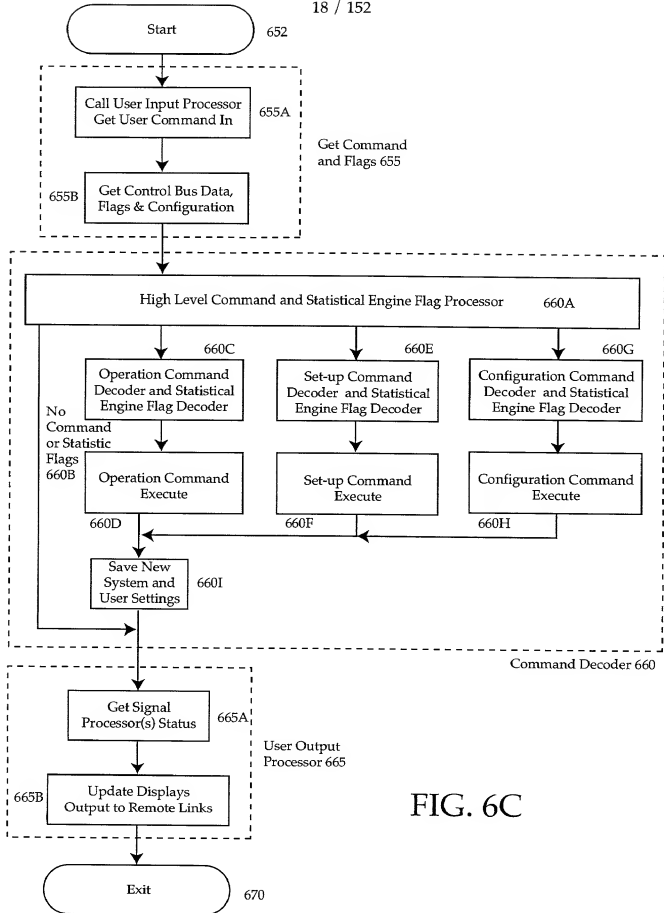 18 / 152
Start
652
Call User Input Processor
Get User Command In
655A
Get Command
and Flags 655
655B
Get Control Bus Data,
Flags & Configuration
High Level Command and Statistical Engine Flag Processor 660A
660C
660E
660G
Operation Command
Decoder and Statistical
Engine Flag Decoder
Set-up Command
Decoder and Statistical
Engine Flag Decoder
Configuration Command
Decoder and Statistical
Engine Flag Decoder
No
Command
or Statistic
Flags
660B
Operation Command
Execute
Set-up Command
Execute
Configuration Command
Execute
660D
660F
660H
Save New
System and
User Settings
660I
Command Decoder 660
Get Signal
Processor(s) Status
665A
User Output
Processor 665
665B
Update Displays
Output to Remote Links
FIG. 6C
Exit
670